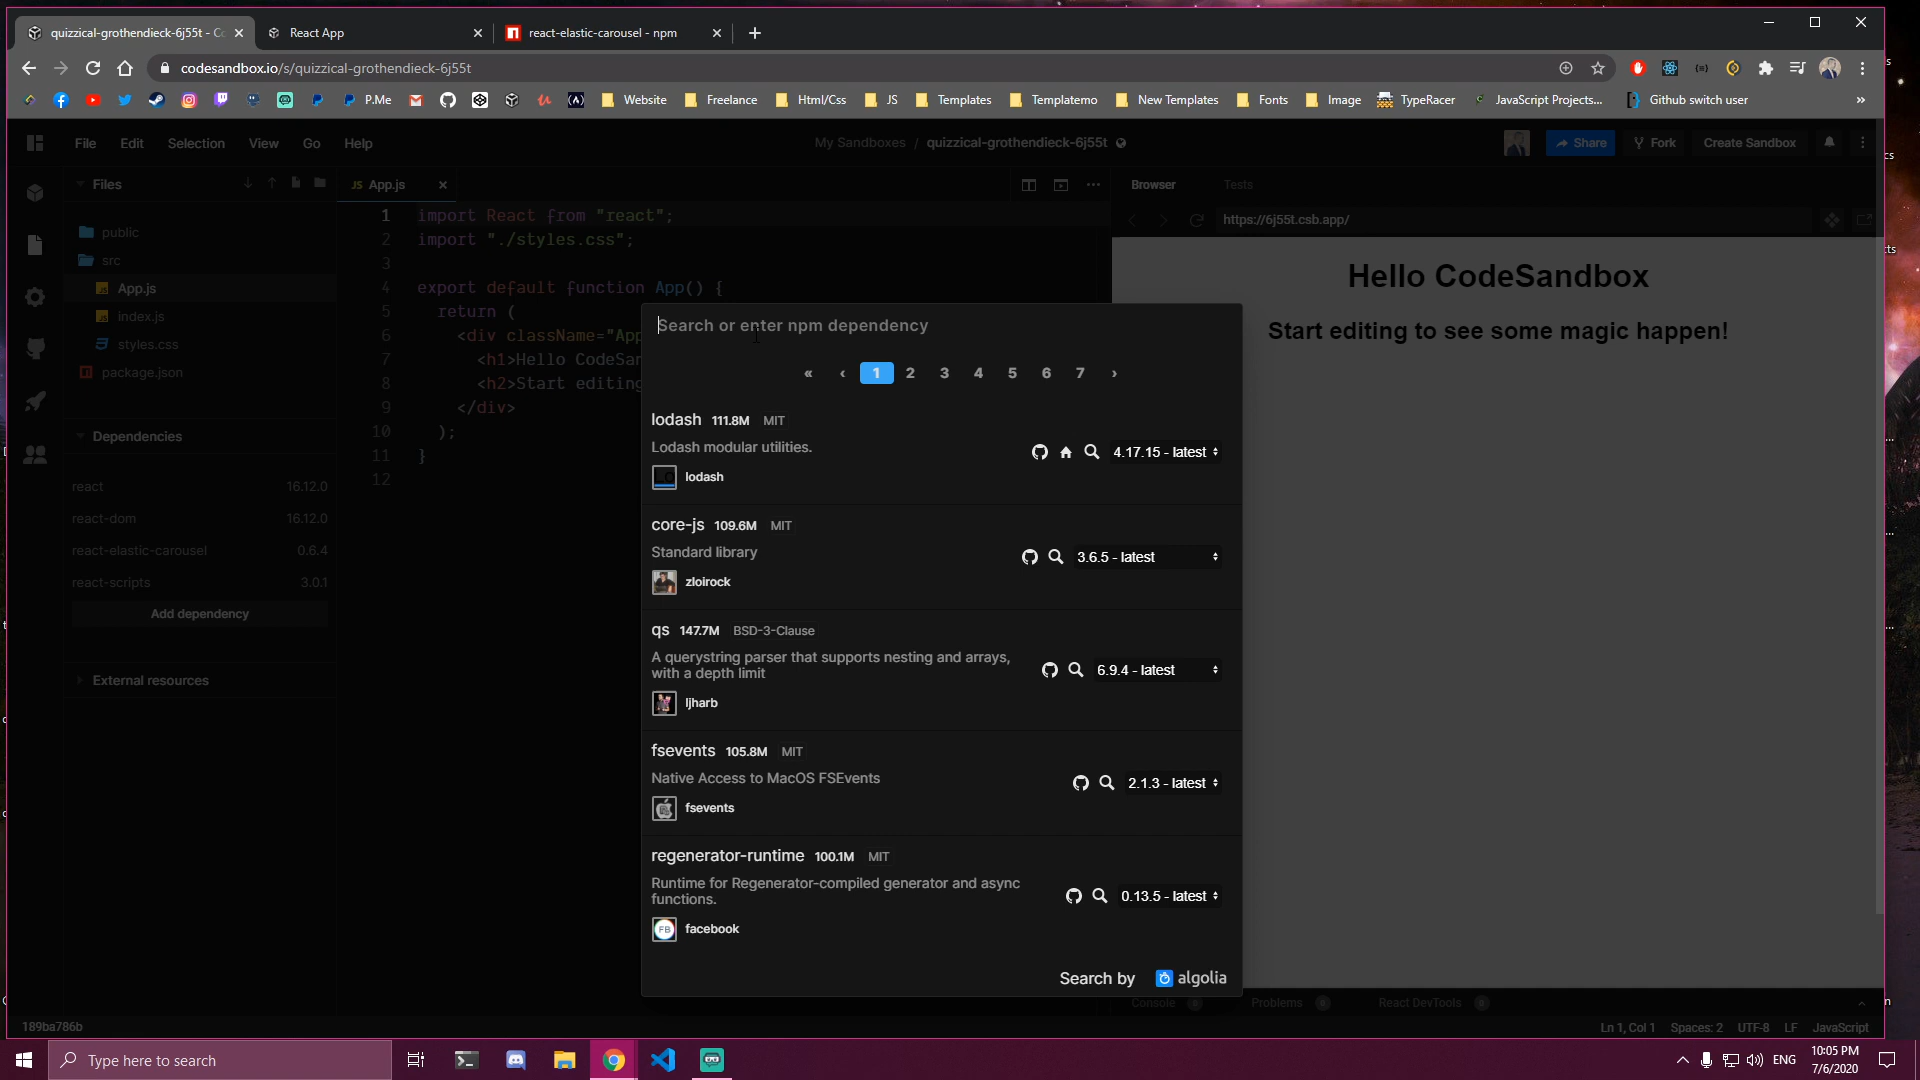 quizzical-grothendieck-6j55t - Co
React App
react-elastic-carousel - npm
codesandbox.io/s/quizzical-grothendieck-6j55t
P.Me
Website
Freelance
Html/Css
JS
Templates
Templatemo
New Templates
Fonts
Image
TypeRacer
JavaScript Projects...
Github switch user
File
Edit
Selection
View
Go
Help
My Sandboxes / quizzical-grothendieck-6j55t
Share
Fork
Create Sandbox
Files
JS App.js
Browser
Tests
https://6j55t.csb.app/
public
src
App.js
index.js
styles.css
package.json
1 import React from "react";
2 import "./styles.css";
3
4 export default function App() {
5 return (
6 <div className="App
7 <h1>Hello CodeSan
8 <h2>Start editing
9 </div>
10 );
11 }
12
Hello CodeSandbox
Start editing to see some magic happen!
Dependencies
react 16.12.0
react-dom 16.12.0
react-elastic-carousel 0.6.4
react-scripts 3.0.1
Add dependency
External resources
Search or enter npm dependency
« ‹ 1 2 3 4 5 6 7 ›
lodash 111.8M MIT
Lodash modular utilities.
4.17.15 - latest
lodash
core-js 109.6M MIT
Standard library
3.6.5 - latest
zloirock
qs 147.7M BSD-3-Clause
A querystring parser that supports nesting and arrays,
with a depth limit
6.9.4 - latest
ljharb
fsevents 105.8M MIT
Native Access to MacOS FSEvents
2.1.3 - latest
fsevents
regenerator-runtime 100.1M MIT
Runtime for Regenerator-compiled generator and async
functions.
0.13.5 - latest
FB facebook
Search by algolia
Console 0
Problems 0
React DevTools 0
189ba786b
Ln 1, Col 1
Spaces: 2
UTF-8
LF
JavaScript
Type here to search
ENG
10:05 PM
7/6/2020